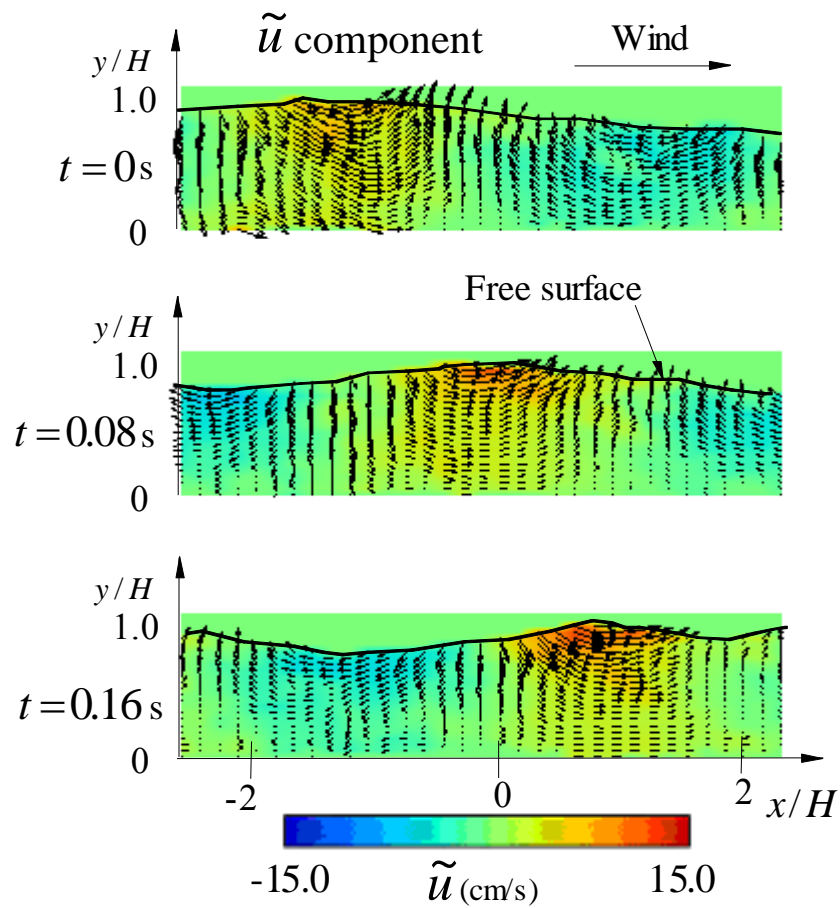 ũ component
Wind
y/H
1.0
t=0s
0
Free surface
y/H
1.0
t=0.08s
0
y/H
1.0
t=0.16s
0
-2 0 2 x/H
-15.0 ũ (cm/s) 15.0